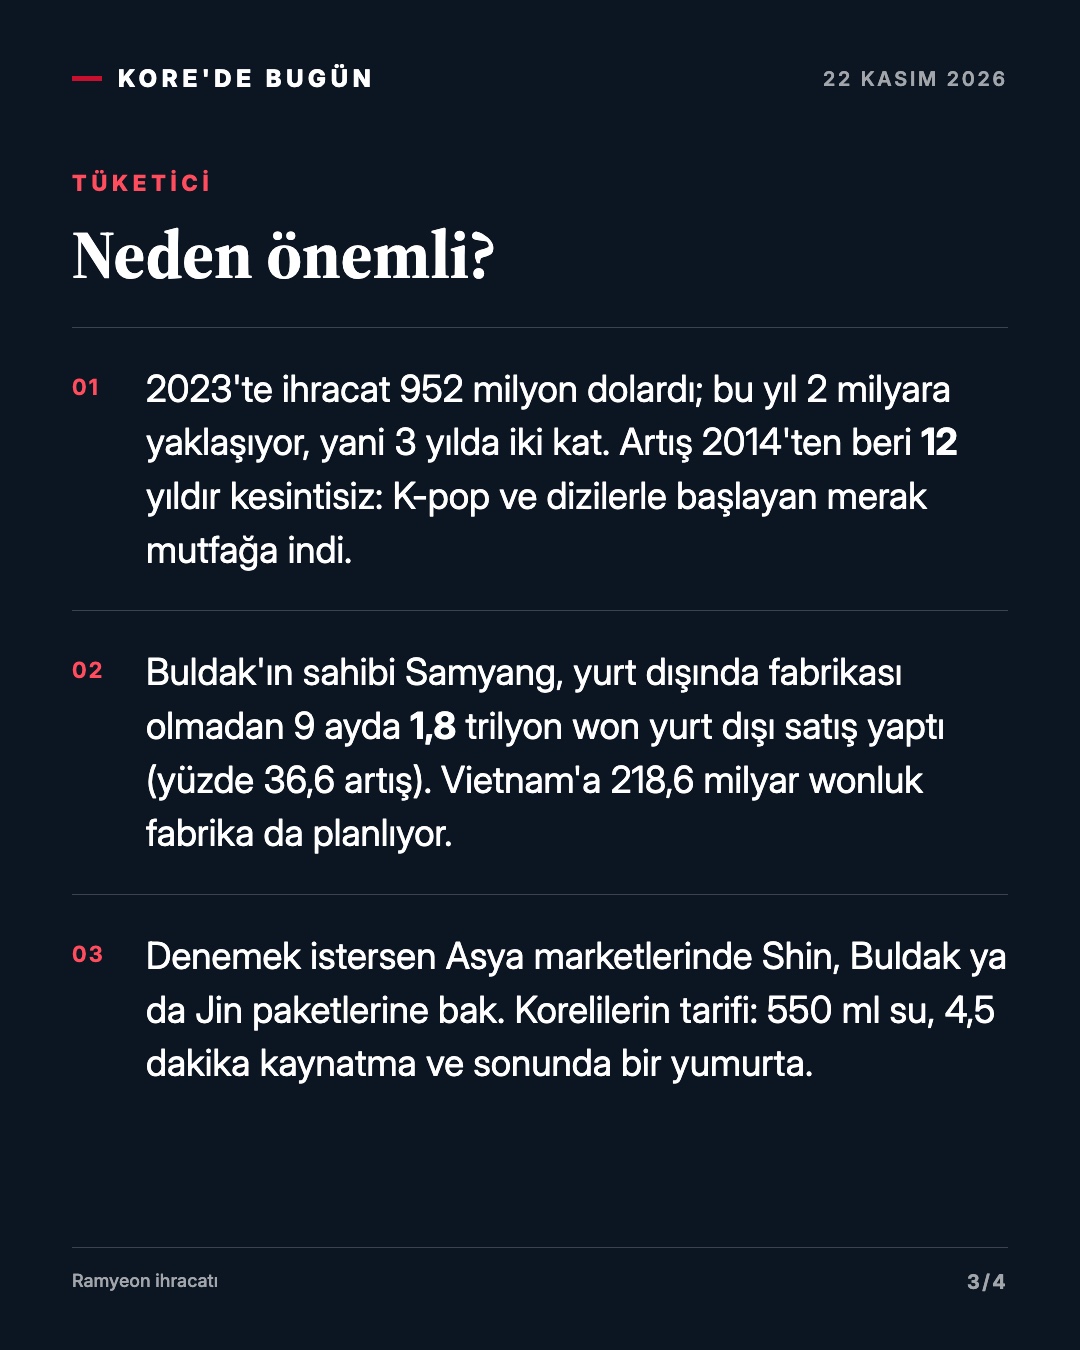 KORE'DE BUGÜN
22 KASIM 2026
TÜKETİCİ
Neden önemli?
01
2023'te ihracat 952 milyon dolardı; bu yıl 2 milyara
yaklaşıyor, yani 3 yılda iki kat. Artış 2014'ten beri 12
yıldır kesintisiz: K-pop ve dizilerle başlayan merak
mutfağa indi.
02
Buldak'ın sahibi Samyang, yurt dışında fabrikası
olmadan 9 ayda 1,8 trilyon won yurt dışı satış yaptı
(yüzde 36,6 artış). Vietnam'a 218,6 milyar wonluk
fabrika da planlıyor.
03
Denemek istersen Asya marketlerinde Shin, Buldak ya
da Jin paketlerine bak. Korelilerin tarifi: 550 ml su, 4,5
dakika kaynatma ve sonunda bir yumurta.
Ramyeon ihracatı
3/4